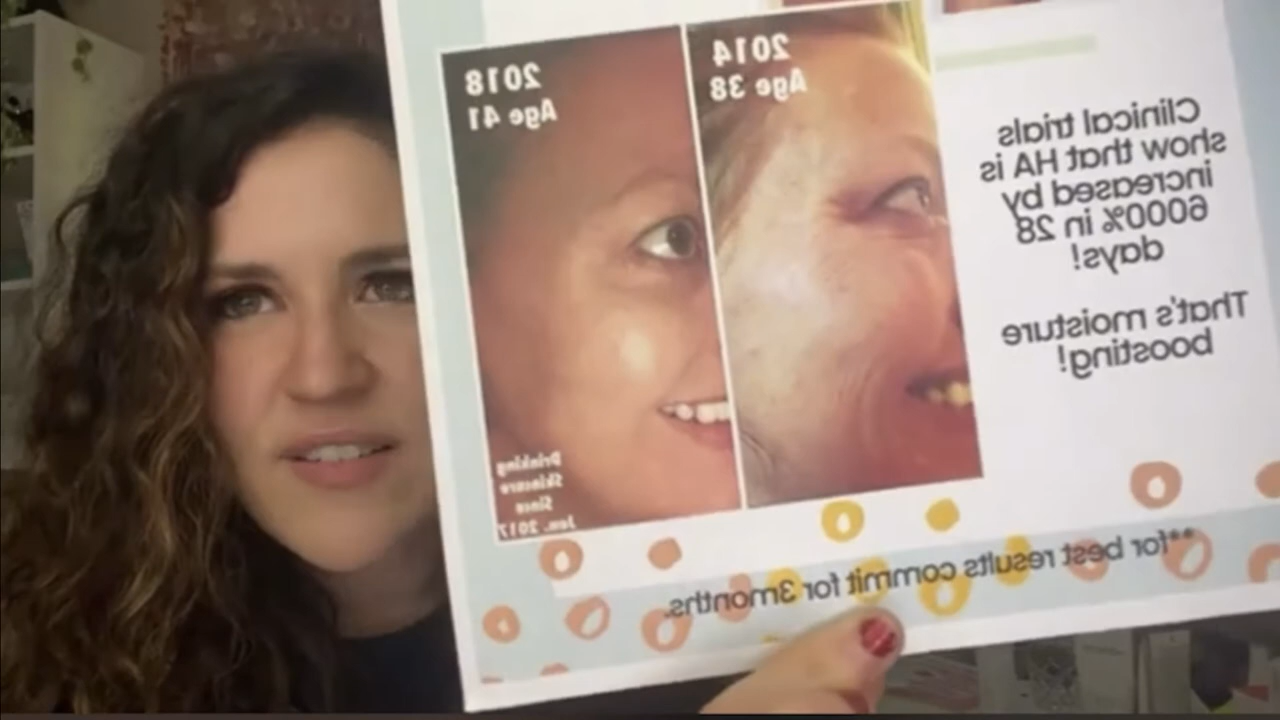 2014
Age 38
2018
Age 41
Drinking
Skincare
Since
Jan. 2017
Clinical trials
show that HA is
increased by
6000% in 28
days!
That's moisture
boosting!
**for best results commit for 3months.